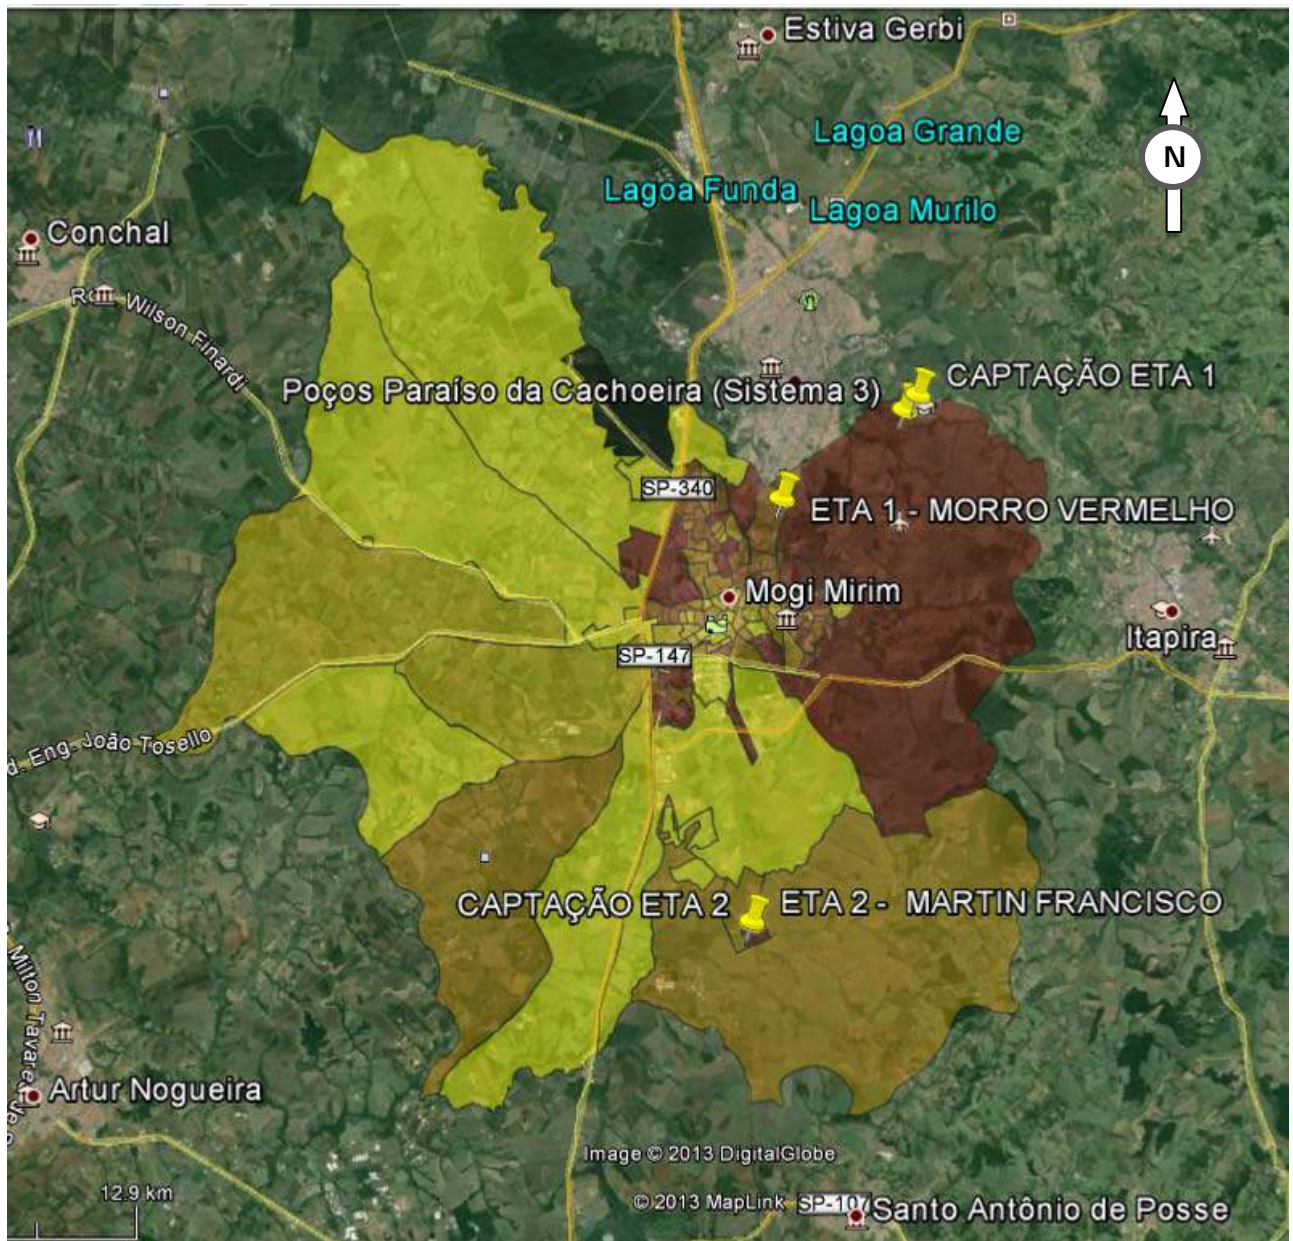 Estiva Gerbi
Lagoa Grande
N
Lagoa Funda
Lagoa Murilo
Conchal
Wilson Finardi
CAPTAÇÃO ETA 1
Poços Paraíso da Cachoeira (Sistema 3)
SP-340
ETA 1 - MORRO VERMELHO
Mogi Mirim
Itapira
SP-147
d. Eng. João Tosello
CAPTAÇÃO ETA 2
ETA 2 - MARTIN FRANCISCO
Milton Tavare
Artur Nogueira
Image © 2013 DigitalGlobe
12.9 km
© 2013 MapLink
SP-107
Santo Antônio de Posse